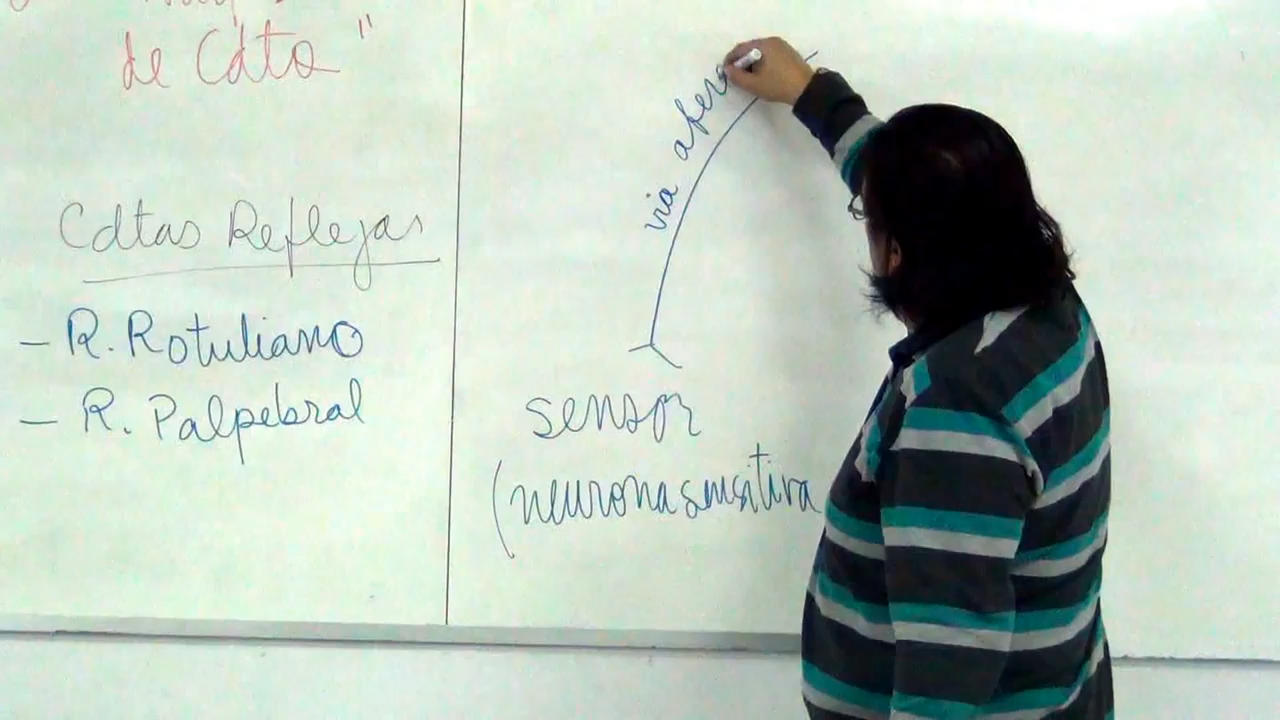 de Cdta"
Cdtas Reflejas
- R. Rotuliano
- R. Palpebral
via afer
sensor
(neurona sensitiva